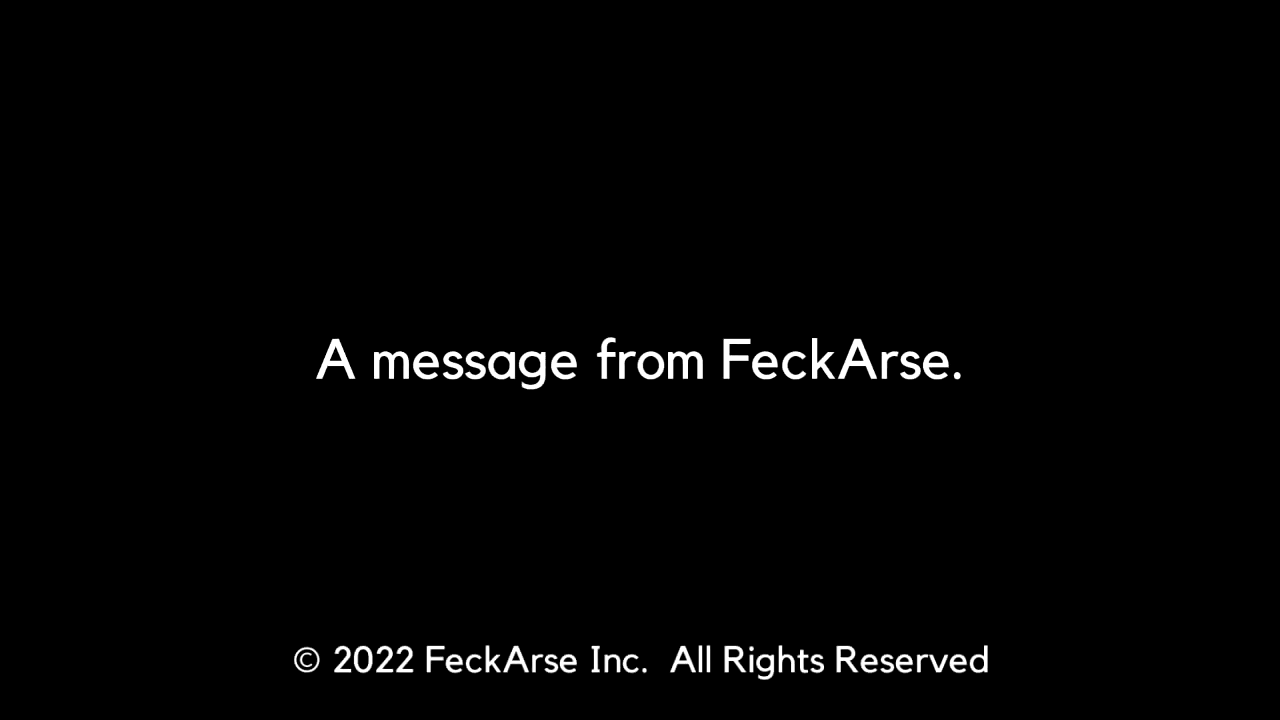 A message from FeckArse.
© 2022 FeckArse Inc.  All Rights Reserved